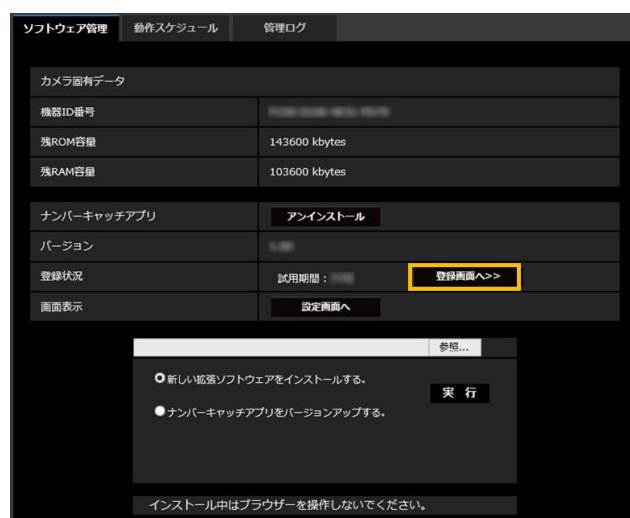 ソフトウェア管理 動作スケジュール 管理ログ
カメラ固有データ
機器ID番号
残ROM容量 143600 kbytes
残RAM容量 103600 kbytes
ナンバーキャッチアプリ アンインストール
バージョン
登録状況 試用期間： 登録画面へ>>
画面表示 設定画面へ
参照...
新しい拡張ソフトウェアをインストールする。
実 行
ナンバーキャッチアプリをバージョンアップする。
インストール中はブラウザーを操作しないでください。